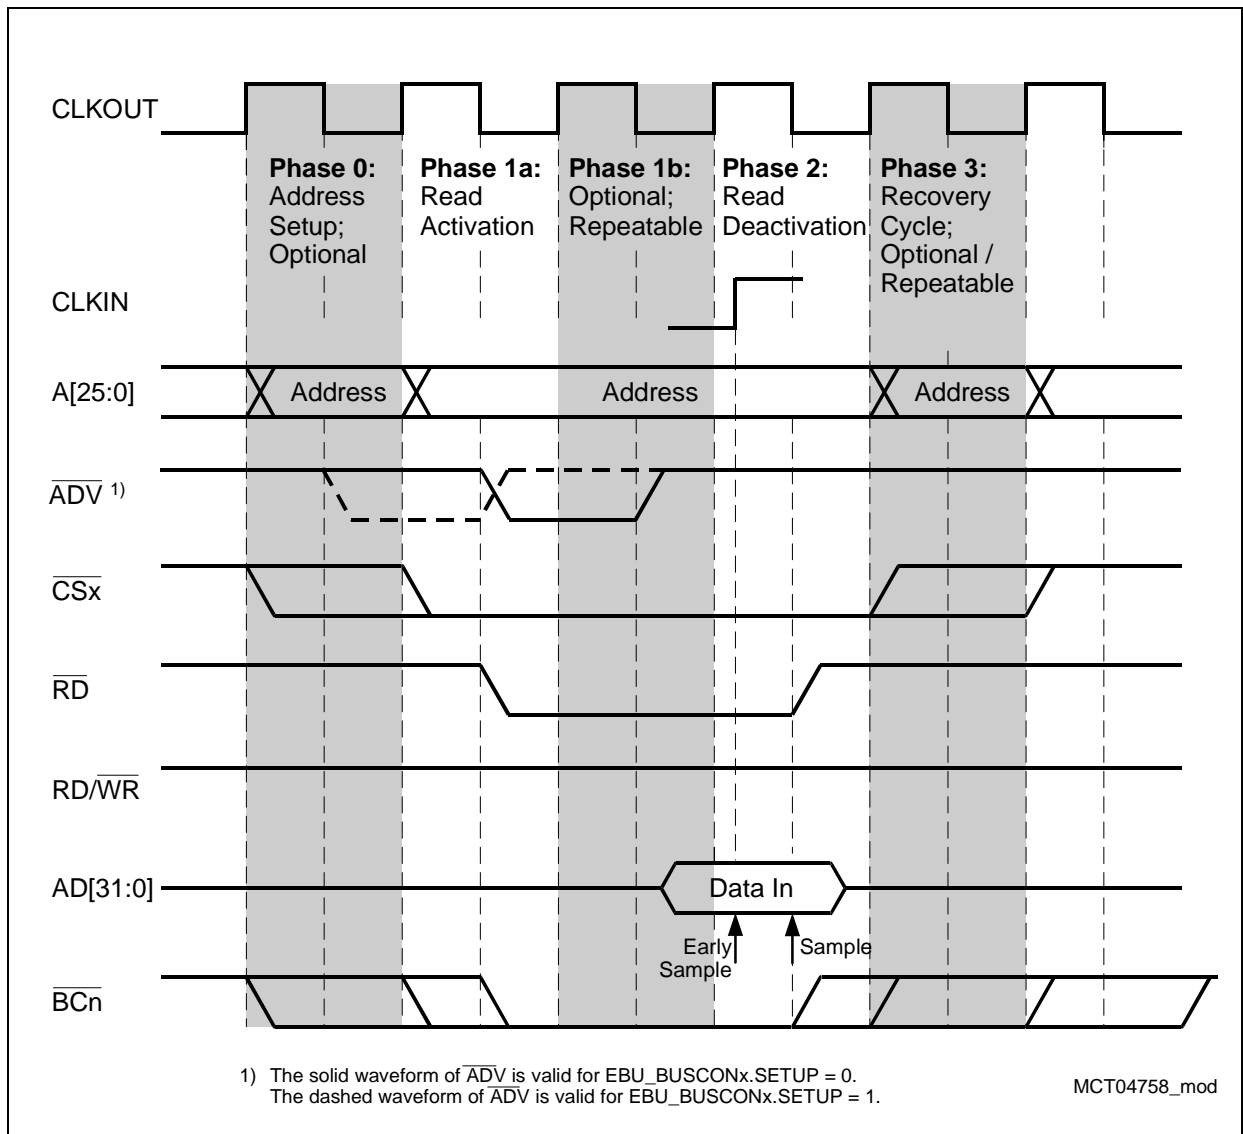 CLKOUT
Phase 0:
Address
Setup;
Optional
Phase 1a:
Read
Activation
Phase 1b:
Optional;
Repeatable
Phase 2:
Read
Deactivation
Phase 3:
Recovery
Cycle;
Optional /
Repeatable
CLKIN
A[25:0]
Address
Address
Address
ADV 1)
CSx
RD
RD/WR
AD[31:0]
Data In
Early
Sample
Sample
BCn
1) The solid waveform of ADV is valid for EBU_BUSCONx.SETUP = 0.
The dashed waveform of ADV is valid for EBU_BUSCONx.SETUP = 1.
MCT04758_mod